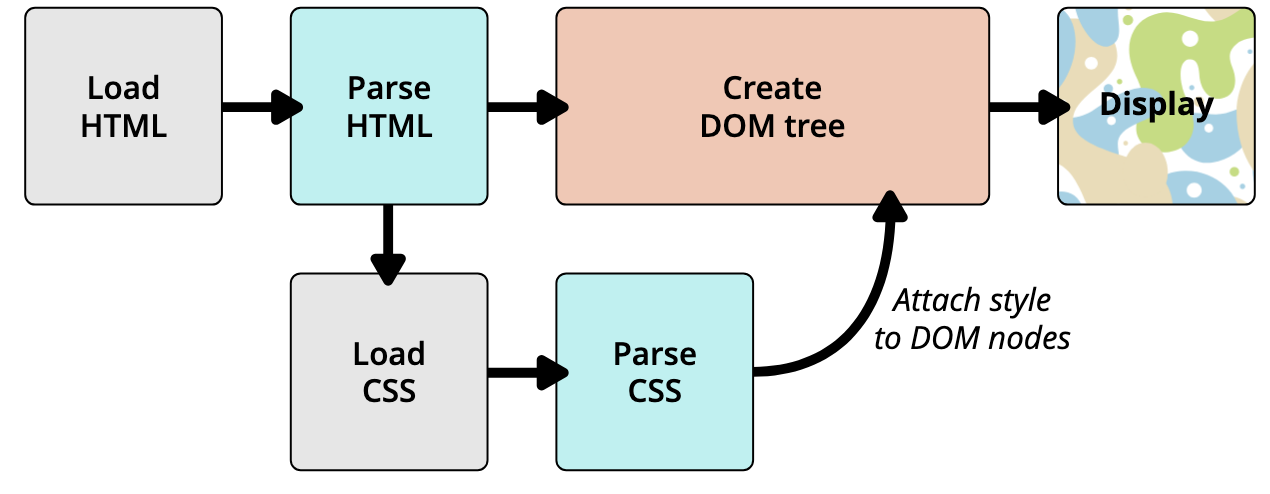 Load
HTML
Parse
HTML
Create
DOM tree
Display
Load
CSS
Parse
CSS
Attach style
to DOM nodes